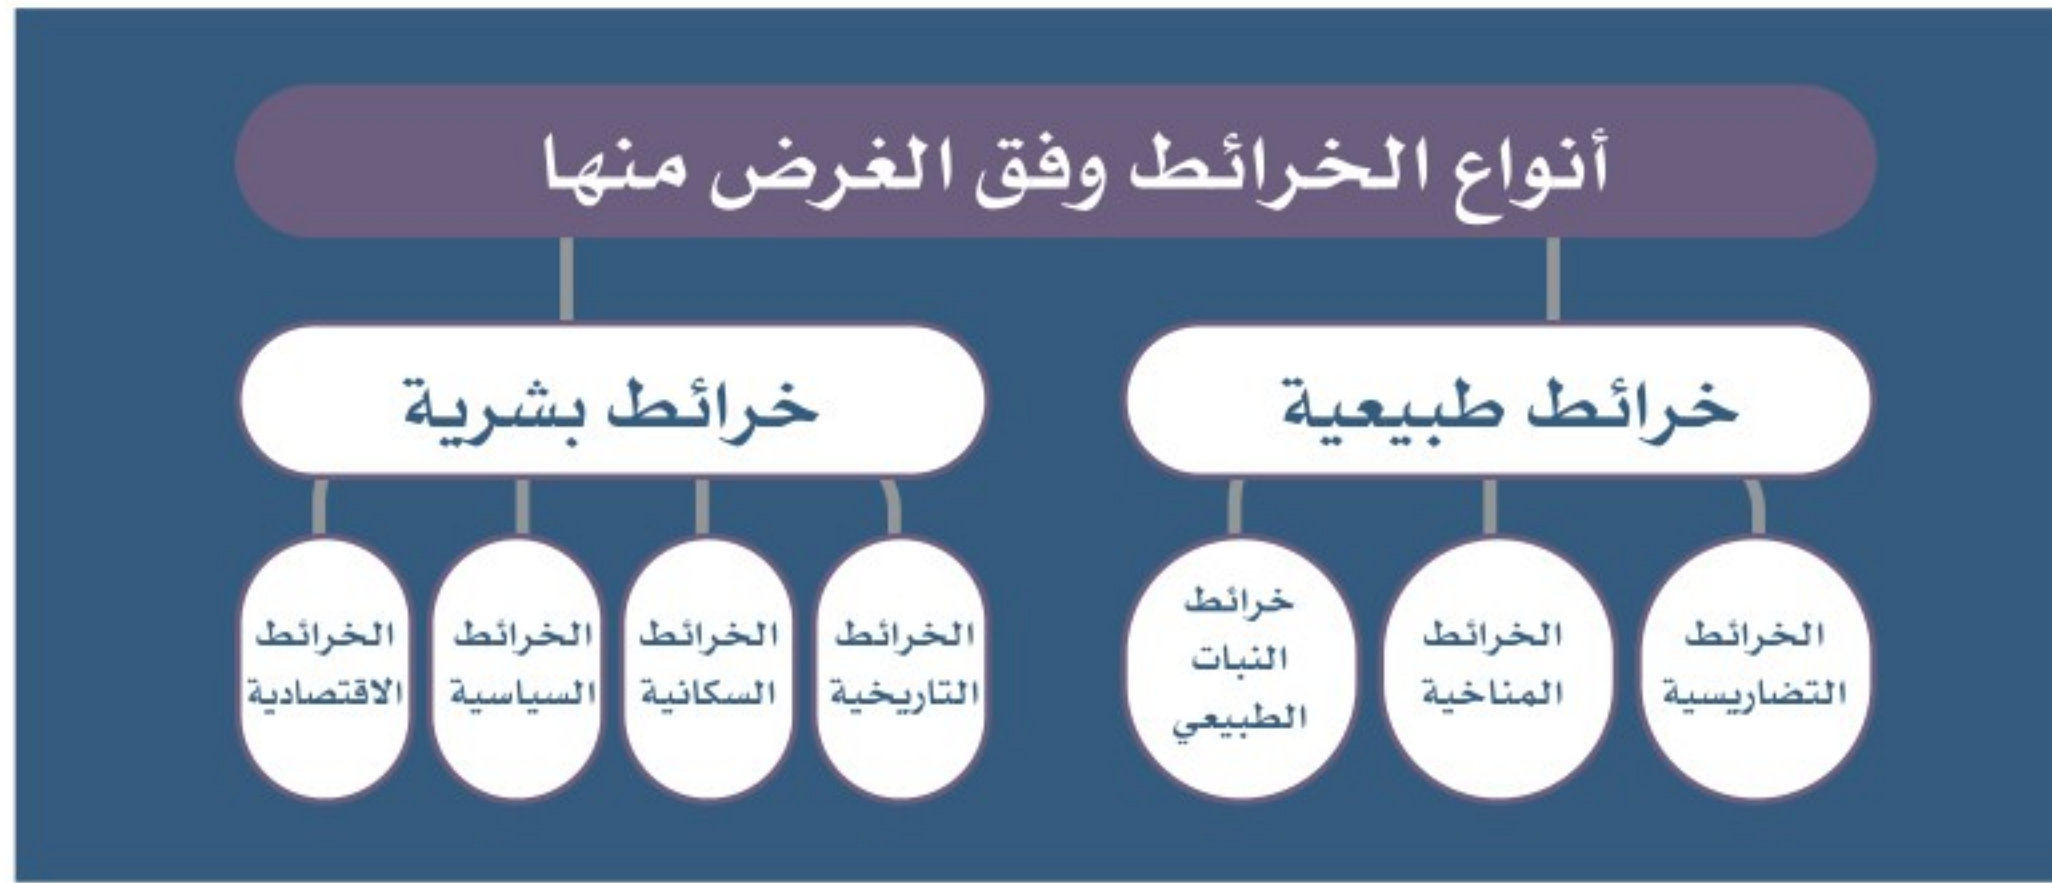 أنواع الخرائط وفق الغرض منها
خرائط طبيعية
خرائط بشرية
الخرائط
التضاريسية
الخرائط
المناخية
خرائط
النبات
الطبيعي
الخرائط
التاريخية
الخرائط
السكانية
الخرائط
السياسية
الخرائط
الاقتصادية